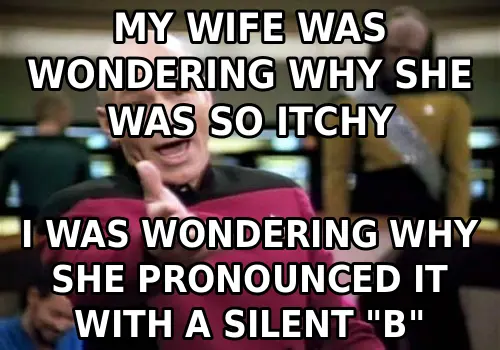 MY WIFE WAS
WONDERING WHY SHE
WAS SO ITCHY
I WAS WONDERING WHY
SHE PRONOUNCED IT
WITH A SILENT "B"